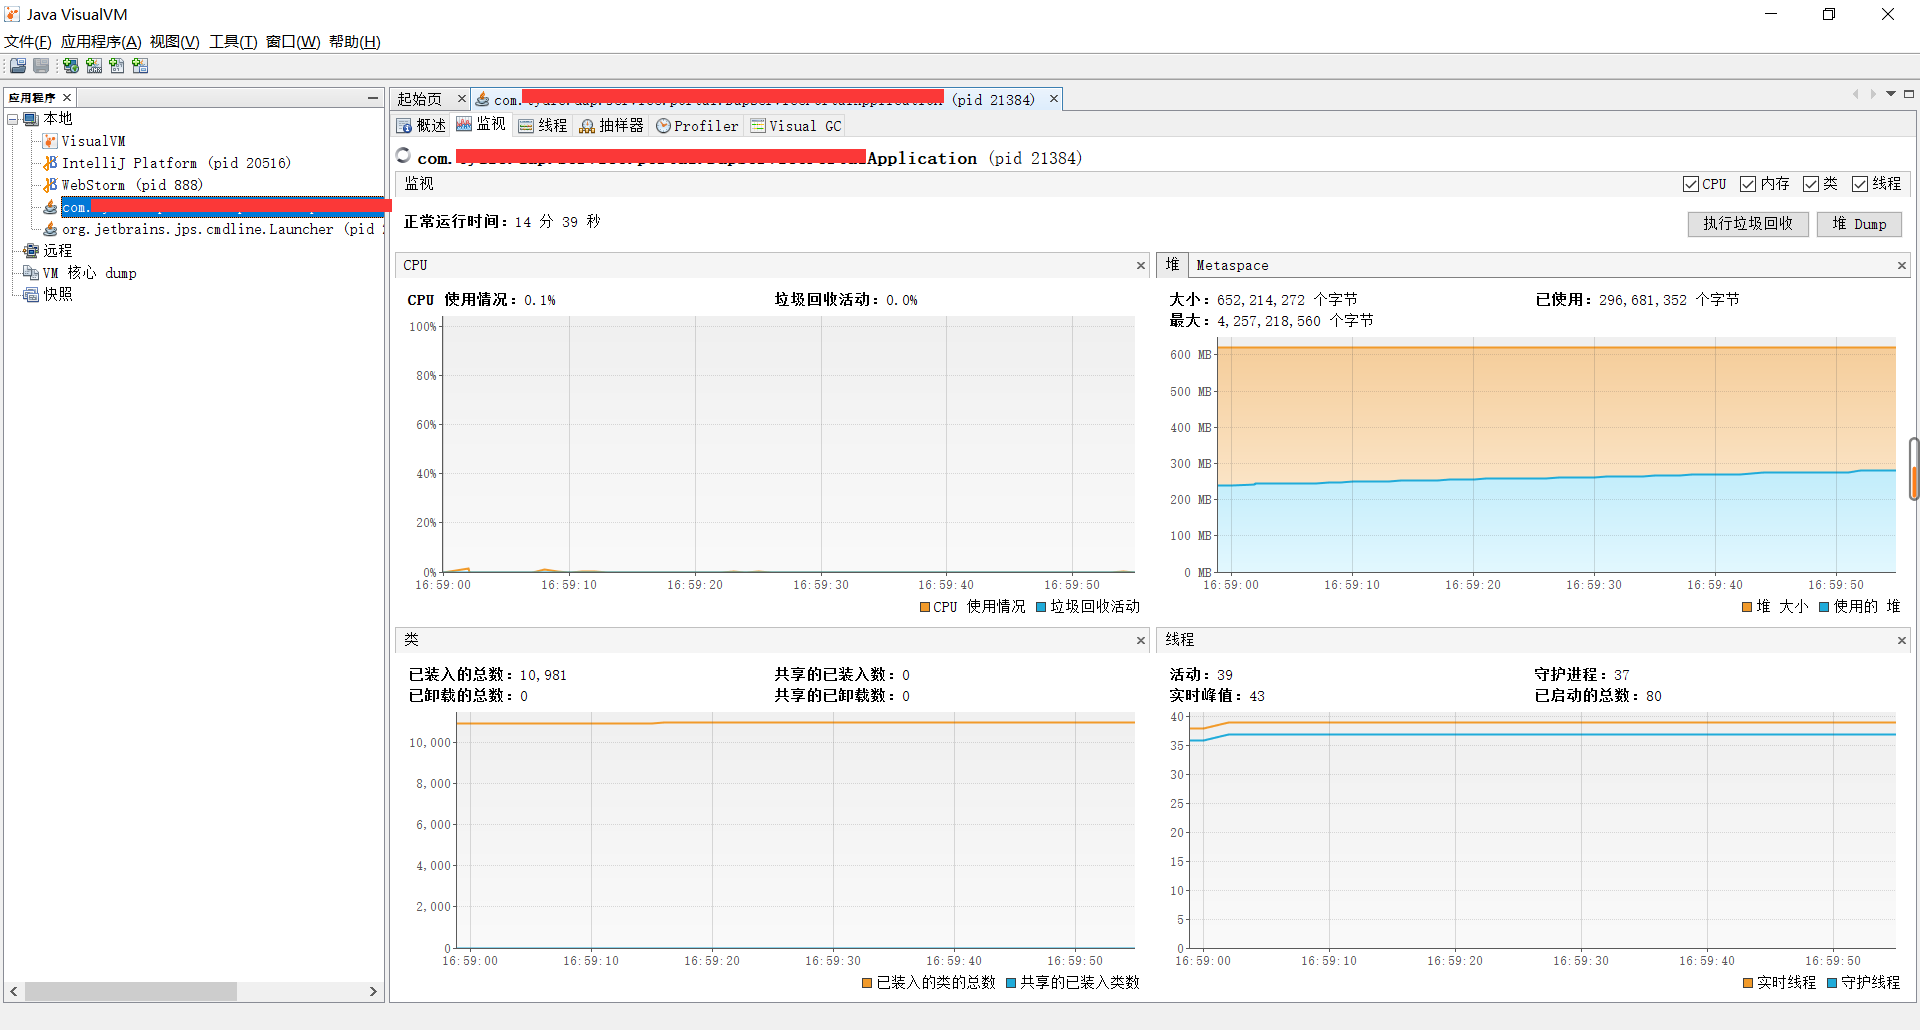 Java VisualVM
文件(F) 应用程序(A) 视图(V) 工具(T) 窗口(W) 帮助(H)
应用程序
本地
VisualVM
IntelliJ Platform (pid 20516)
WebStorm (pid 888)
com.
org.jetbrains.jps.cmdline.Launcher (pid
远程
VM 核心 dump
快照
起始页 com. (pid 21384)
概述 监视 线程 抽样器 Profiler Visual GC
com. Application (pid 21384)
监视 CPU 内存 类 线程
正常运行时间: 14 分 39 秒
执行垃圾回收 堆 Dump
CPU
CPU 使用情况: 0.1% 垃圾回收活动: 0.0%
100%
80%
60%
40%
20%
0%
16:59:00 16:59:10 16:59:20 16:59:30 16:59:40 16:59:50
CPU 使用情况 垃圾回收活动
堆 Metaspace
大小: 652,214,272 个字节 已使用: 296,681,352 个字节
最大: 4,257,218,560 个字节
600 MB
500 MB
400 MB
300 MB
200 MB
100 MB
0 MB
16:59:00 16:59:10 16:59:20 16:59:30 16:59:40 16:59:50
堆 大小 使用的 堆
类
已装入的总数: 10,981 共享的已装入数: 0
已卸载的总数: 0 共享的已卸载数: 0
10,000
8,000
6,000
4,000
2,000
0
16:59:00 16:59:10 16:59:20 16:59:30 16:59:40 16:59:50
已装入的类的总数 共享的已装入类数
线程
活动: 39 守护进程: 37
实时峰值: 43 已启动的总数: 80
40
35
30
25
20
15
10
5
0
16:59:00 16:59:10 16:59:20 16:59:30 16:59:40 16:59:50
实时线程 守护线程